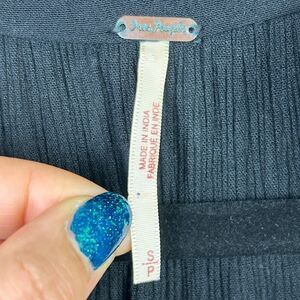 Free People
MADE IN INDIA
FABRIQUÉ EN INDE
S/P